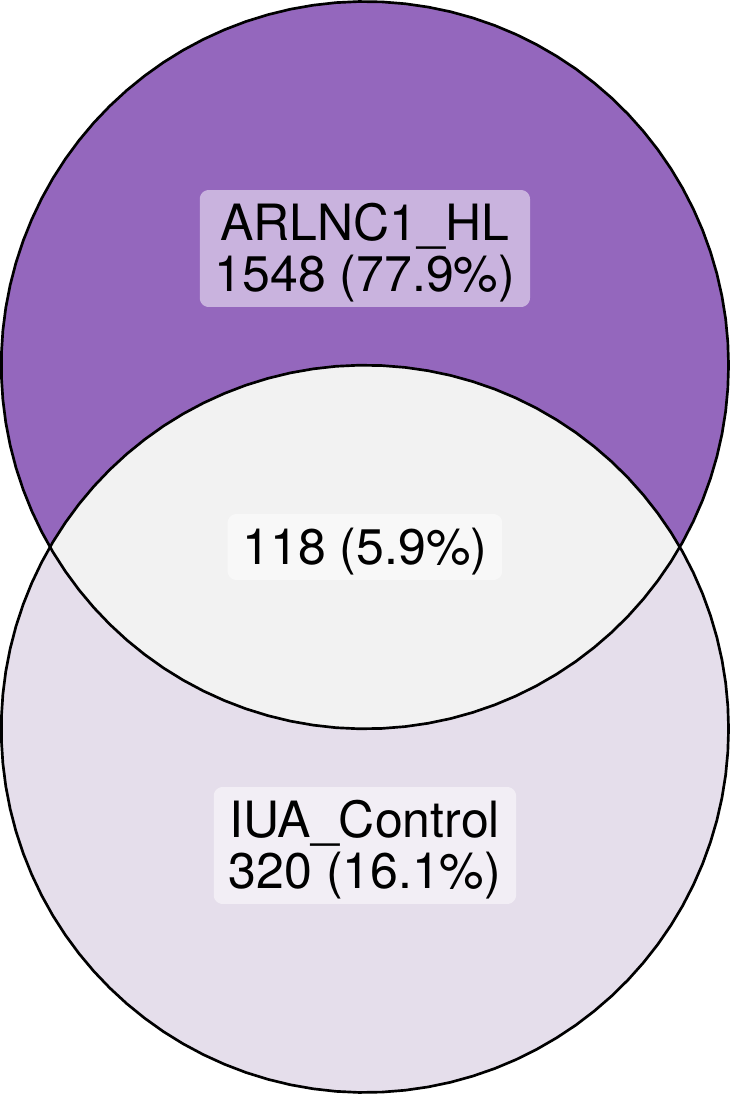 ARLNC1_HL
1548 (77.9%)
118 (5.9%)
IUA_Control
320 (16.1%)